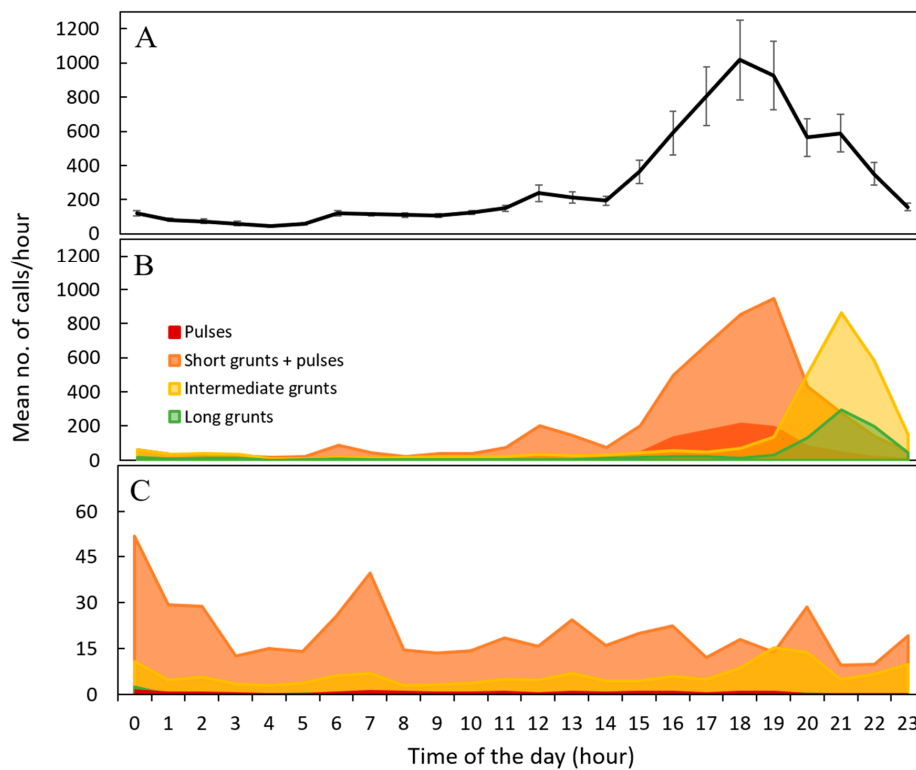 Mean no. of calls/hour
A
1200
1000
800
600
400
200
0
B
1200
1000
800
600
400
200
0
Pulses
Short grunts + pulses
Intermediate grunts
Long grunts
C
60
45
30
15
0
0 1 2 3 4 5 6 7 8 9 10 11 12 13 14 15 16 17 18 19 20 21 22 23
Time of the day (hour)